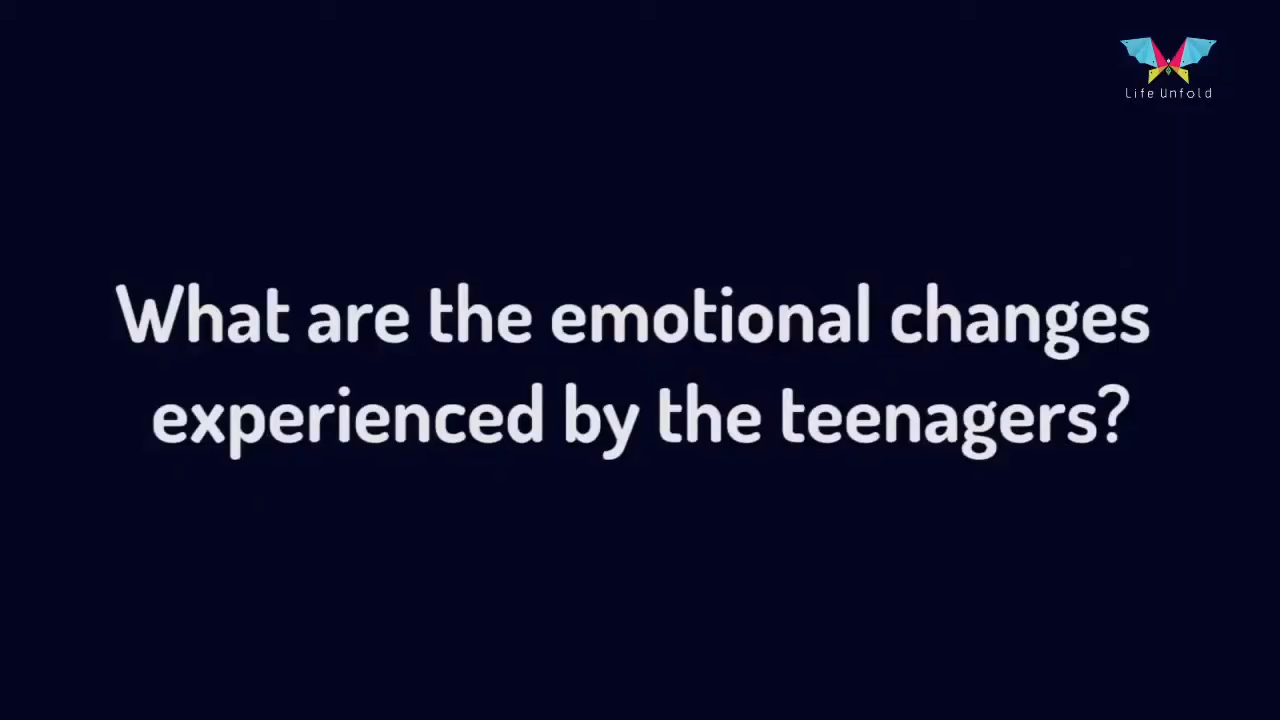 Life Unfold
What are the emotional changes
experienced by the teenagers?